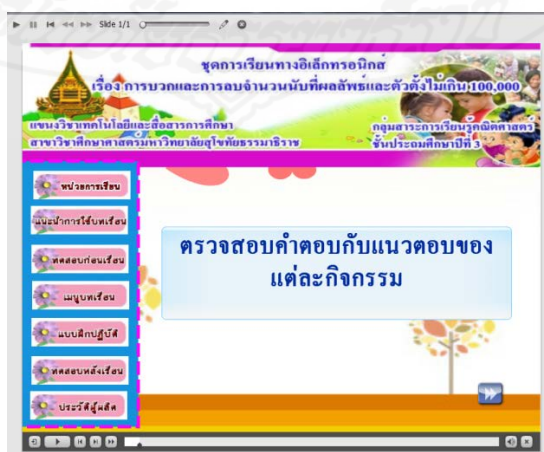 Slide 1/1
ชุดการเรียนทางอิเล็กทรอนิกส์
เรื่อง การบวกและการลบจำนวนนับที่ผลลัพธ์และตัวตั้งไม่เกิน 100,000
แขนงวิชาเทคโนโลยีและสื่อสารการศึกษา
สาขาวิชาศึกษาศาสตร์มหาวิทยาลัยสุโขทัยธรรมาธิราช
กลุ่มสาระการเรียนรู้คณิตศาสตร์
ชั้นประถมศึกษาปีที่ 3
หน่วยการเรียน
แนะนำการใช้บทเรียน
ทดสอบก่อนเรียน
เมนูบทเรียน
แบบฝึกปฏิบัติ
ทดสอบหลังเรียน
ประวัติผู้ผลิต
ตรวจสอบคำตอบกับแนวตอบของ
แต่ละกิจกรรม